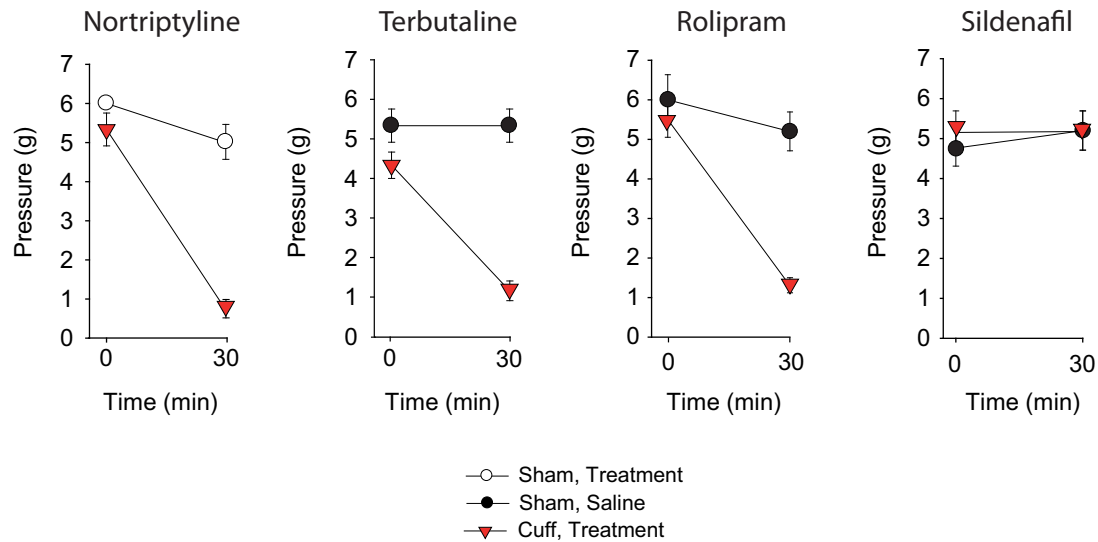 Nortriptyline
Terbutaline
Rolipram
Sildenafil
Pressure (g)
7
6
5
4
3
2
1
0
0
30
Time (min)
Pressure (g)
7
6
5
4
3
2
1
0
0
30
Time (min)
Pressure (g)
7
6
5
4
3
2
1
0
0
30
Time (min)
Pressure (g)
7
6
5
4
3
2
1
0
0
30
Time (min)
Sham, Treatment
Sham, Saline
Cuff, Treatment